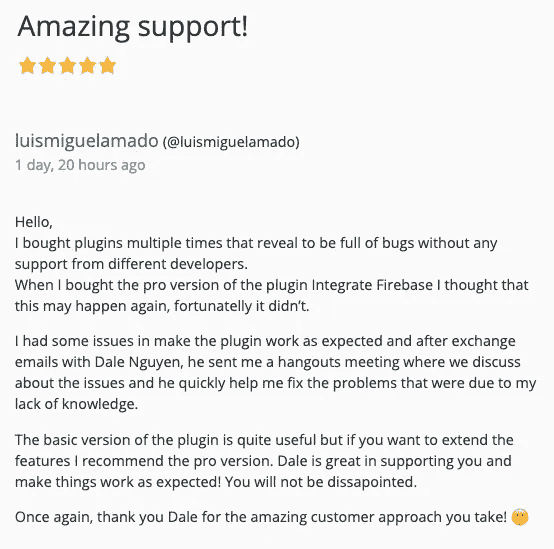 Amazing support!
luismiguelamado (@luismiguelamado)
1 day, 20 hours ago
Hello,
I bought plugins multiple times that reveal to be full of bugs without any
support from different developers.
When I bought the pro version of the plugin Integrate Firebase I thought that
this may happen again, fortunatelly it didn’t.
I had some issues in make the plugin work as expected and after exchange
emails with Dale Nguyen, he sent me a hangouts meeting where we discuss
about the issues and he quickly help me fix the problems that were due to my
lack of knowledge.
The basic version of the plugin is quite useful but if you want to extend the
features I recommend the pro version. Dale is great in supporting you and
make things work as expected! You will not be dissapointed.
Once again, thank you Dale for the amazing customer approach you take!